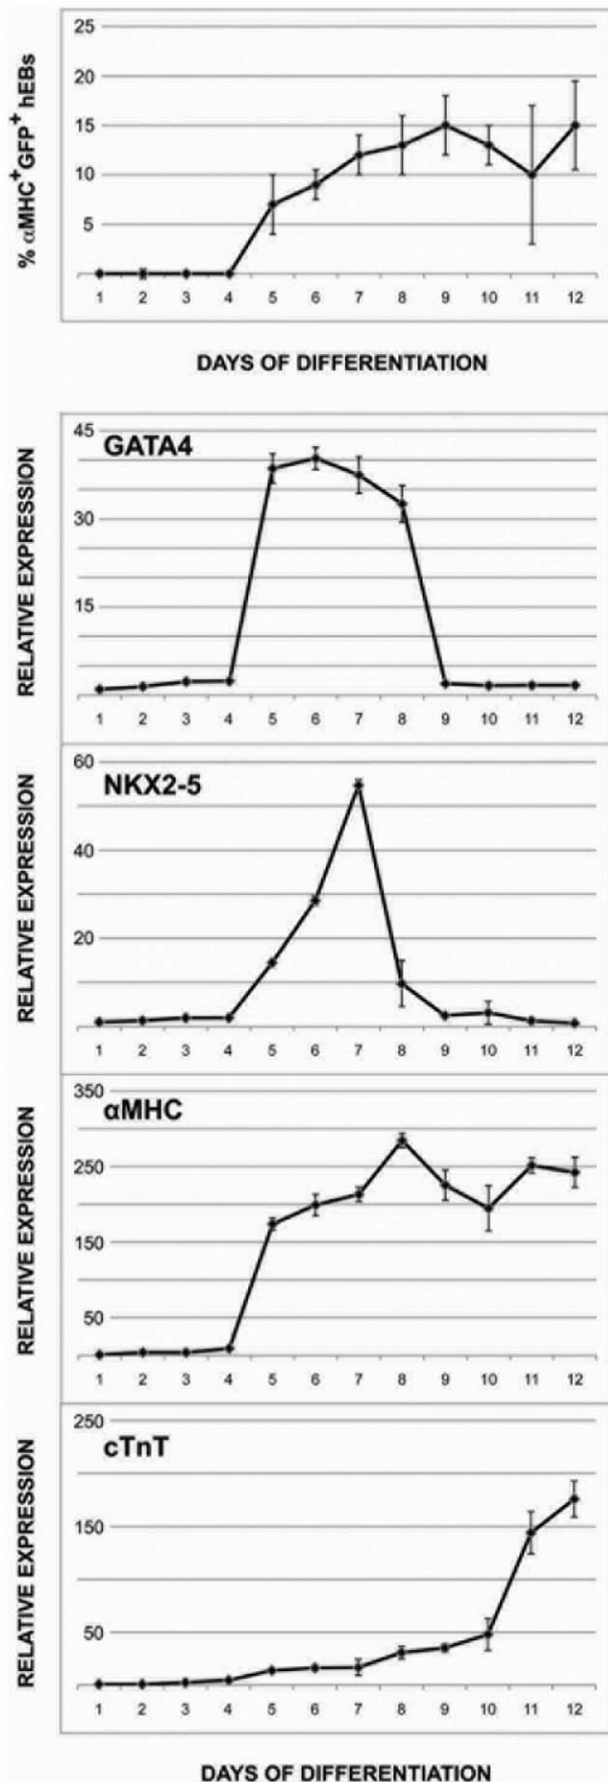 % αMHC+GFP+ hEBs
25
20
15
10
5
1 2 3 4 5 6 7 8 9 10 11 12
DAYS OF DIFFERENTIATION
RELATIVE EXPRESSION
GATA4
45
30
15
1 2 3 4 5 6 7 8 9 10 11 12
RELATIVE EXPRESSION
NKX2-5
60
40
20
1 2 3 4 5 6 7 8 9 10 11 12
RELATIVE EXPRESSION
αMHC
350
250
150
50
1 2 3 4 5 6 7 8 9 10 11 12
RELATIVE EXPRESSION
cTnT
250
150
50
1 2 3 4 5 6 7 8 9 10 11 12
DAYS OF DIFFERENTIATION